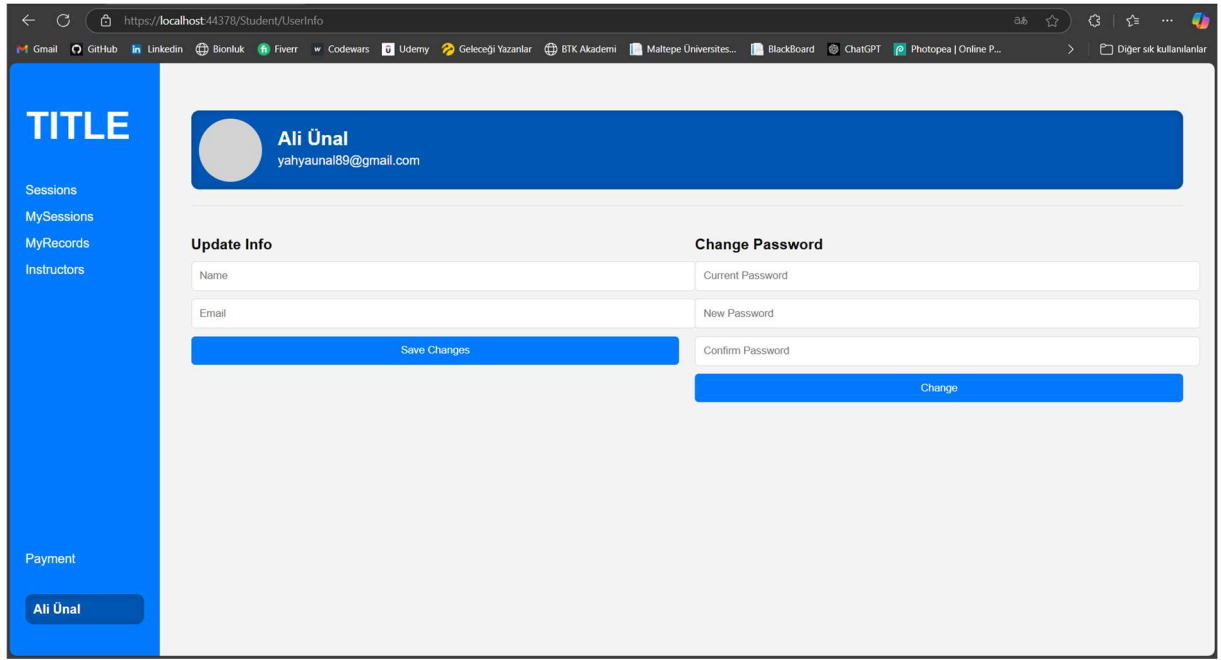 https://localhost:44378/Student/UserInfo
Gmail GitHub Linkedin Bionluk Fiverr Codewars Udemy Geleceği Yazanlar BTK Akademi Maltepe Üniversites... BlackBoard ChatGPT Photopea | Online P... Diğer sık kullanılanlar
TITLE
Sessions
MySessions
MyRecords
Instructors
Payment
Ali Ünal
Ali Ünal
yahyaunal89@gmail.com
Update Info
Name
Email
Save Changes
Change Password
Current Password
New Password
Confirm Password
Change